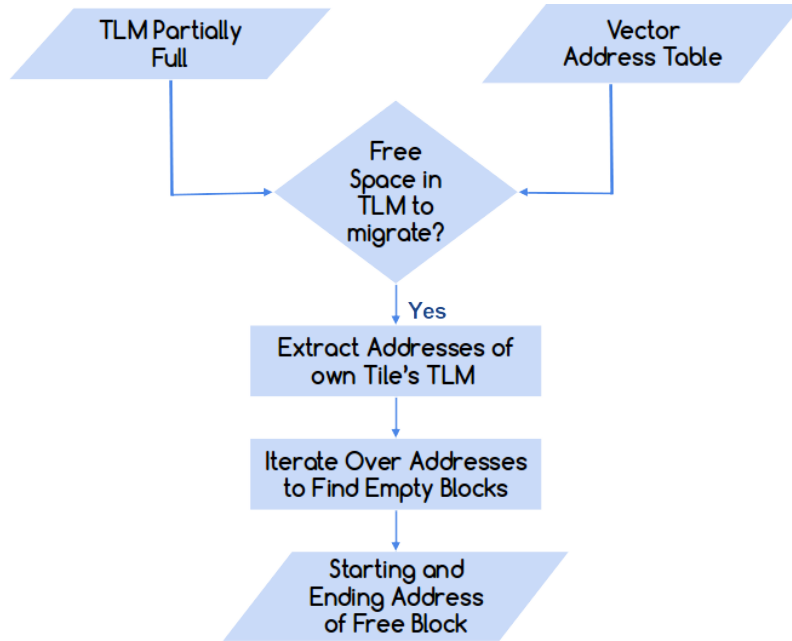 TLM Partially
Full
Vector
Address Table
Free
Space in
TLM to
migrate?
Yes
Extract Addresses of
own Tile's TLM
Iterate Over Addresses
to Find Empty Blocks
Starting and
Ending Address
of Free Block